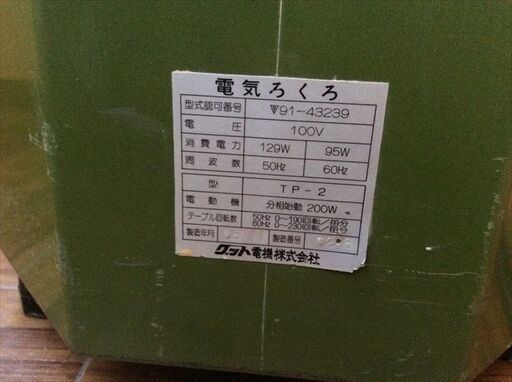 電気ろくろ
型式認可番号 91-43239
電圧 100V
消費電力 129W 95W
周波数 50Hz 60Hz
型 TP-2
電動機 分相始動 200W
テーブル回転数 50Hz 0～190回転/毎分
60Hz 0～230回転/毎分
製造年月 製造番号
グット電機株式会社